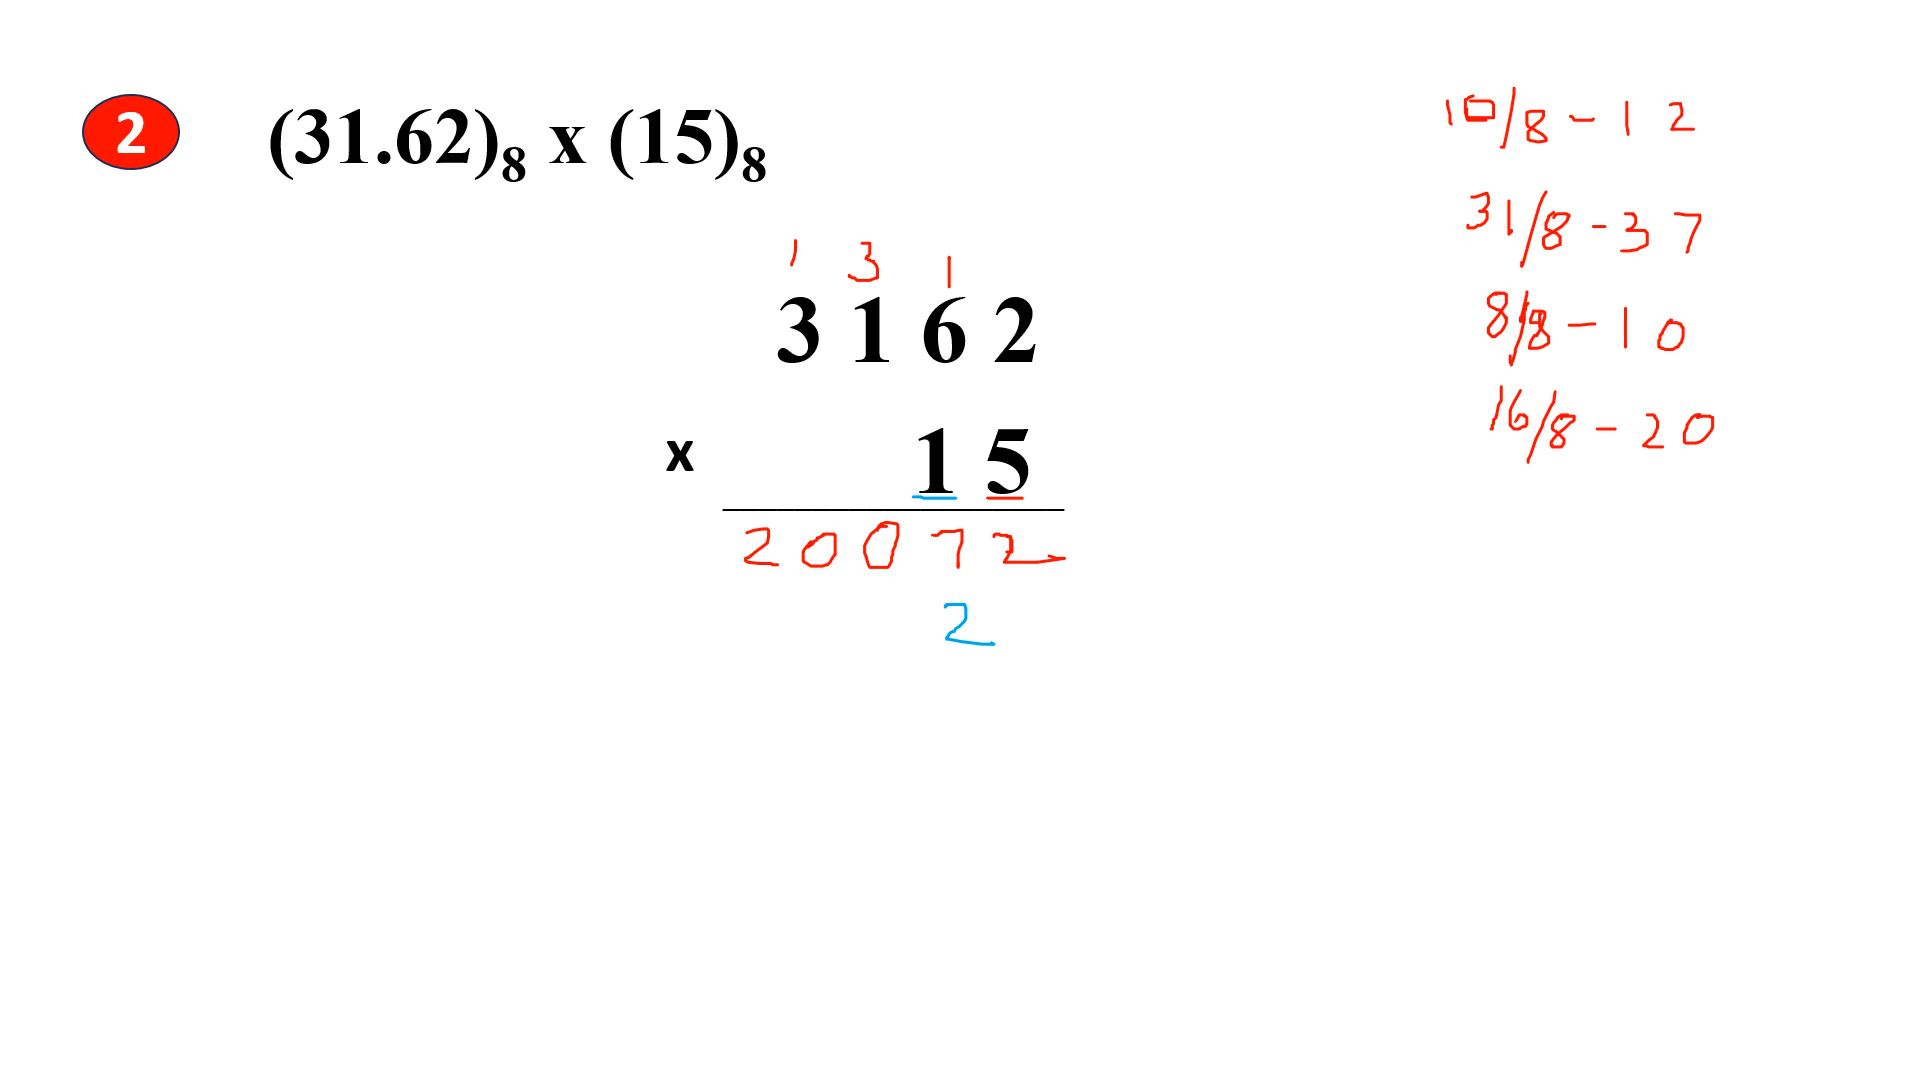 2 (31.62)₈ x (15)₈
10/8 - 1 2
31/8 - 3 7
8/8 - 1 0
16/8 - 2 0
1 3 1
3 1 6 2
x 1 5
2 0 0 7 2
2